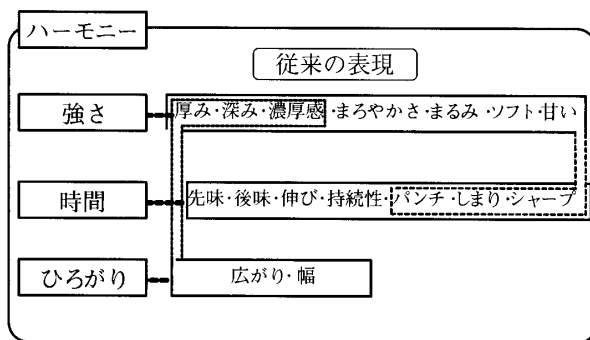 ハーモニー
従来の表現
強さ
厚み・深み・濃厚感・まろやかさ・まるみ・ソフト・甘い
時間
先味・後味・伸び・持続性・パンチ・しまり・シャープ
ひろがり
広がり・幅